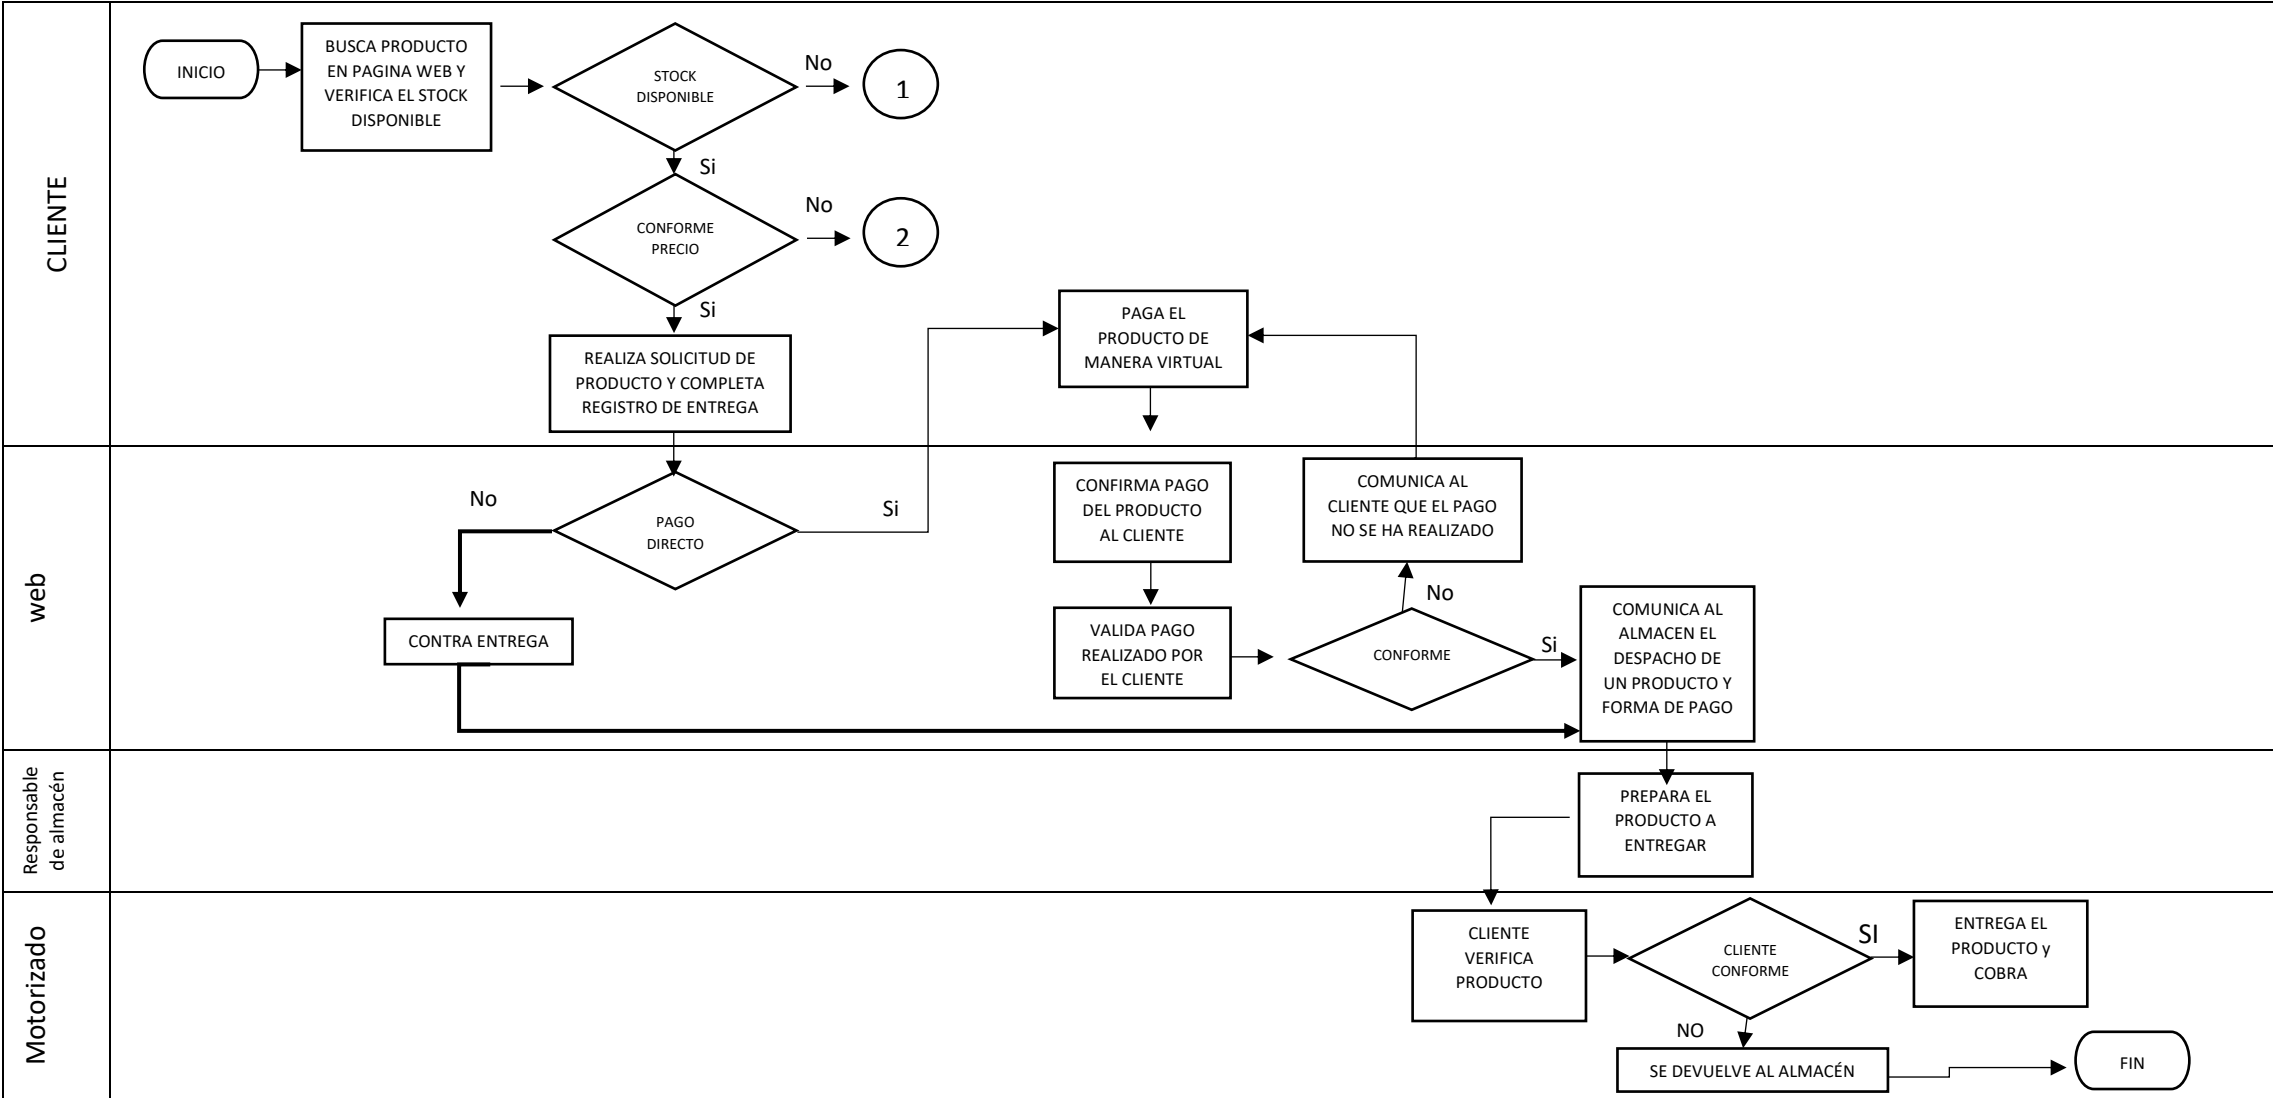 CLIENTE
INICIO
BUSCA PRODUCTO
EN PAGINA WEB Y
VERIFICA EL STOCK
DISPONIBLE
STOCK
DISPONIBLE
No
1
Si
CONFORME
PRECIO
No
2
Si
REALIZA SOLICITUD DE
PRODUCTO Y COMPLETA
REGISTRO DE ENTREGA
PAGA EL
PRODUCTO DE
MANERA VIRTUAL
web
No
PAGO
DIRECTO
Si
CONTRA ENTREGA
CONFIRMA PAGO
DEL PRODUCTO
AL CLIENTE
COMUNICA AL
CLIENTE QUE EL PAGO
NO SE HA REALIZADO
VALIDA PAGO
REALIZADO POR
EL CLIENTE
No
CONFORME
Si
COMUNICA AL
ALMACEN EL
DESPACHO DE
UN PRODUCTO Y
FORMA DE PAGO
Responsable
de almacén
PREPARA EL
PRODUCTO A
ENTREGAR
Motorizado
CLIENTE
VERIFICA
PRODUCTO
CLIENTE
CONFORME
SI
ENTREGA EL
PRODUCTO y
COBRA
NO
SE DEVUELVE AL ALMACÉN
FIN